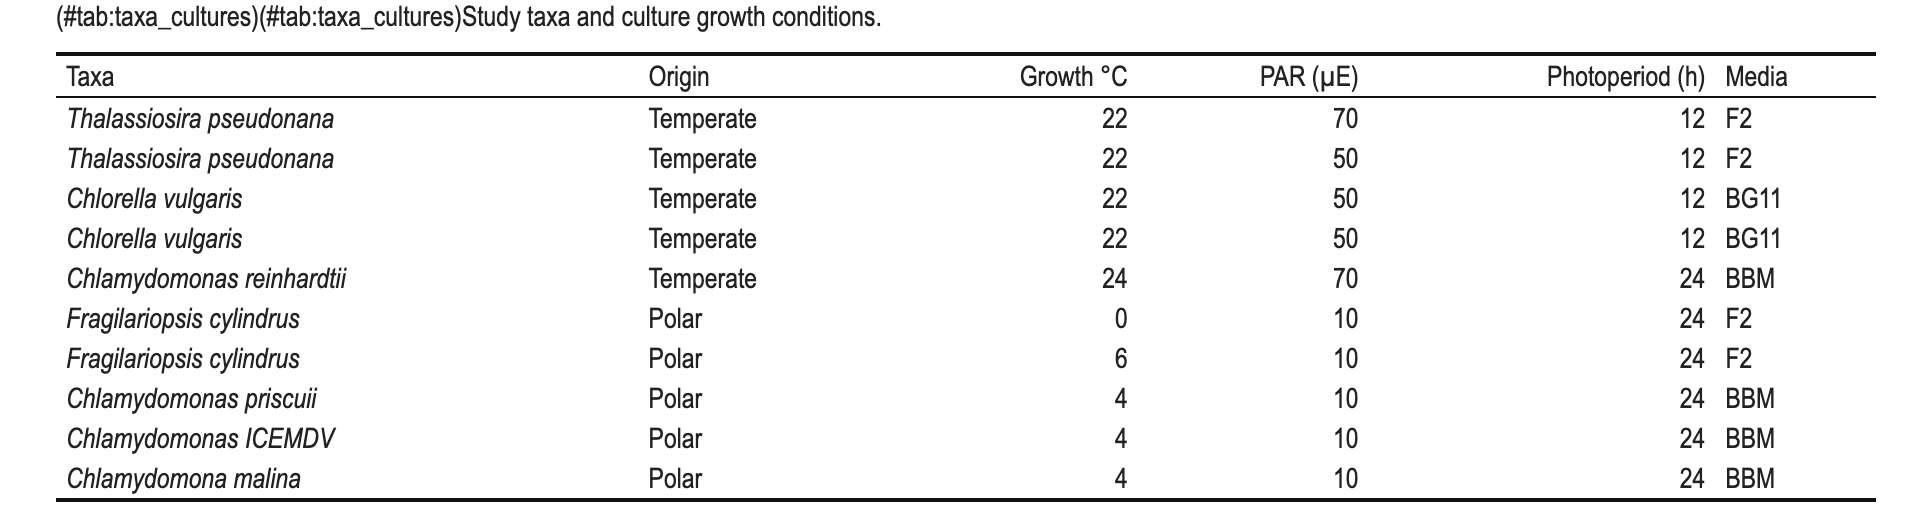 (#tab:taxa_cultures)(#tab:taxa_cultures)Study taxa and culture growth conditions.
Taxa Origin Growth °C PAR (µE) Photoperiod (h) Media
Thalassiosira pseudonana Temperate 22 70 12 F2
Thalassiosira pseudonana Temperate 22 50 12 F2
Chlorella vulgaris Temperate 22 50 12 BG11
Chlorella vulgaris Temperate 22 50 12 BG11
Chlamydomonas reinhardtii Temperate 24 70 24 BBM
Fragilariopsis cylindrus Polar 0 10 24 F2
Fragilariopsis cylindrus Polar 6 10 24 F2
Chlamydomonas priscuii Polar 4 10 24 BBM
Chlamydomonas ICEMDV Polar 4 10 24 BBM
Chlamydomona malina Polar 4 10 24 BBM